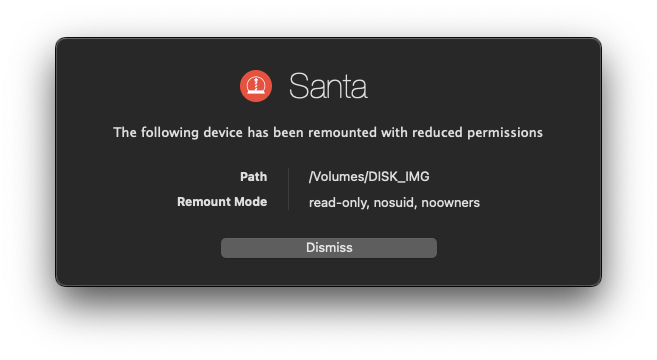 Santa
The following device has been remounted with reduced permissions
Path /Volumes/DISK_IMG
Remount Mode read-only, nosuid, noowners
Dismiss